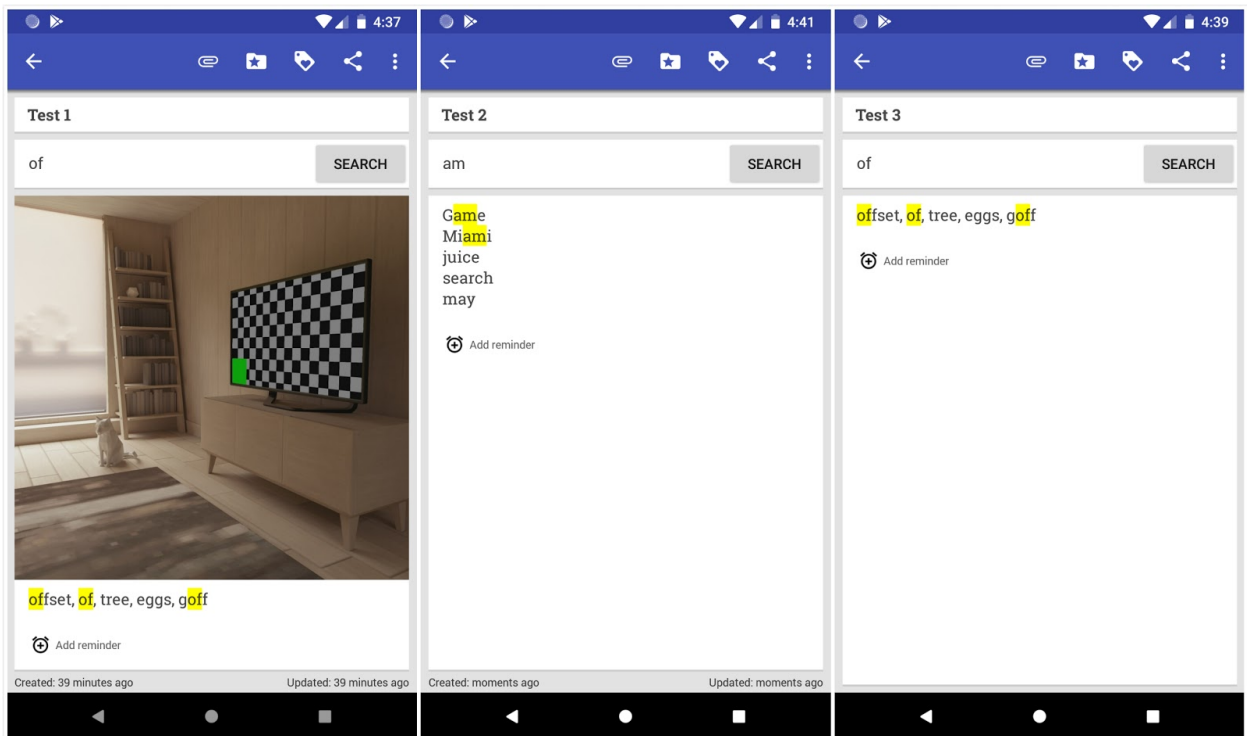 4:37
Test 1
of
SEARCH
offset, of, tree, eggs, goff
Add reminder
Created: 39 minutes ago
Updated: 39 minutes ago
4:41
Test 2
am
SEARCH
Game
Miami
juice
search
may
Add reminder
Created: moments ago
Updated: moments ago
4:39
Test 3
of
SEARCH
offset, of, tree, eggs, goff
Add reminder